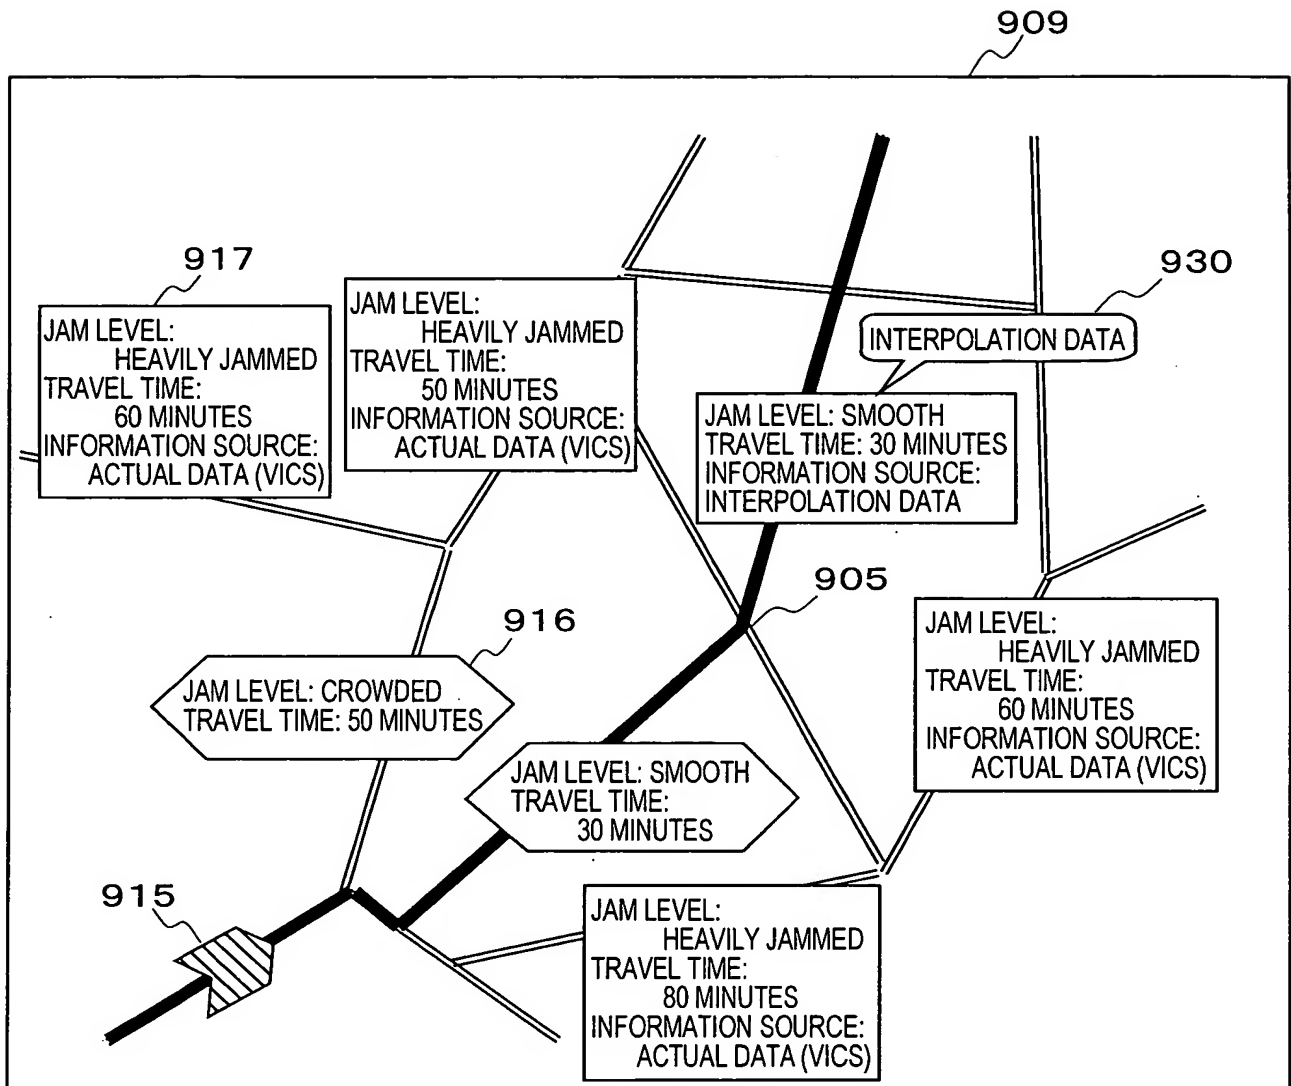 909
917
JAM LEVEL:
HEAVILY JAMMED
TRAVEL TIME:
60 MINUTES
INFORMATION SOURCE:
ACTUAL DATA (VICS)
JAM LEVEL:
HEAVILY JAMMED
TRAVEL TIME:
50 MINUTES
INFORMATION SOURCE:
ACTUAL DATA (VICS)
930
INTERPOLATION DATA
JAM LEVEL: SMOOTH
TRAVEL TIME: 30 MINUTES
INFORMATION SOURCE:
INTERPOLATION DATA
905
916
JAM LEVEL: CROWDED
TRAVEL TIME: 50 MINUTES
JAM LEVEL:
HEAVILY JAMMED
TRAVEL TIME:
60 MINUTES
INFORMATION SOURCE:
ACTUAL DATA (VICS)
JAM LEVEL: SMOOTH
TRAVEL TIME:
30 MINUTES
915
JAM LEVEL:
HEAVILY JAMMED
TRAVEL TIME:
80 MINUTES
INFORMATION SOURCE:
ACTUAL DATA (VICS)